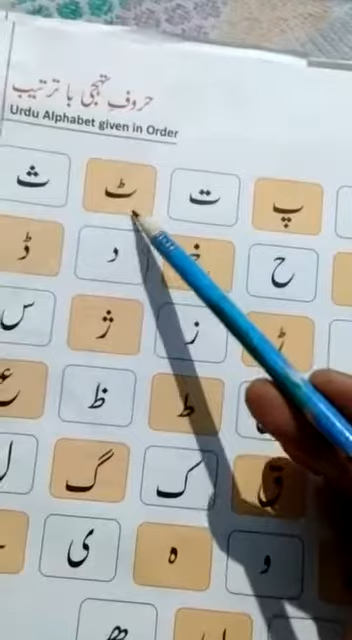 حروفِ تہجی با ترتیب
Urdu Alphabet given in Order
پ ت ٹ ث
ح خ د ڈ
ڑ ز ژ س
ط ظ ع
ق ک گ ل
و ہ ی
ھ